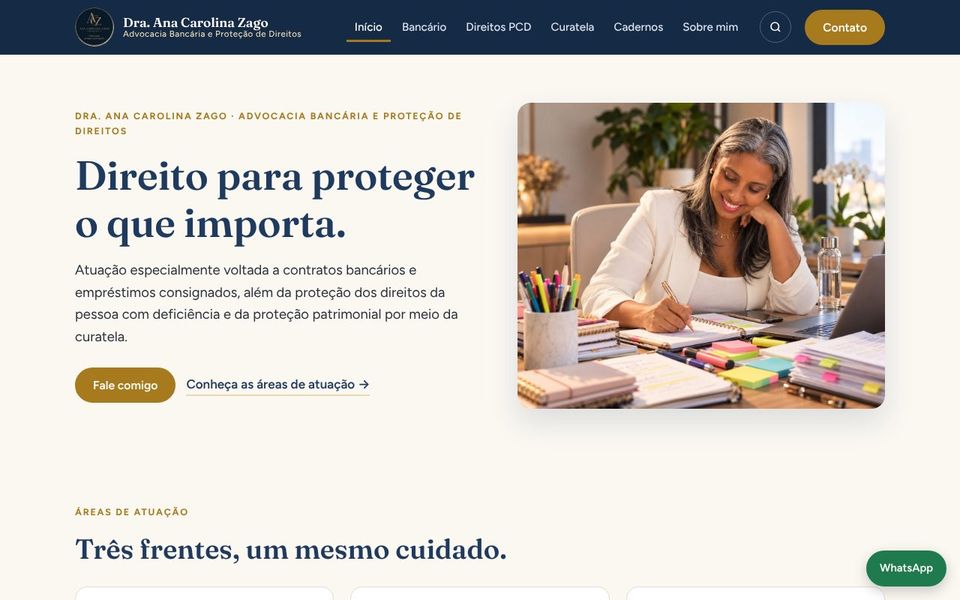 Dra. Ana Carolina Zago
Advocacia Bancária e Proteção de Direitos
Início
Bancário
Direitos PCD
Curatela
Cadernos
Sobre mim
Contato
DRA. ANA CAROLINA ZAGO · ADVOCACIA BANCÁRIA E PROTEÇÃO DE
DIREITOS
Direito para proteger
o que importa.
Atuação especialmente voltada a contratos bancários e
empréstimos consignados, além da proteção dos direitos da
pessoa com deficiência e da proteção patrimonial por meio da
curatela.
Fale comigo
Conheça as áreas de atuação →
ÁREAS DE ATUAÇÃO
Três frentes, um mesmo cuidado.
WhatsApp